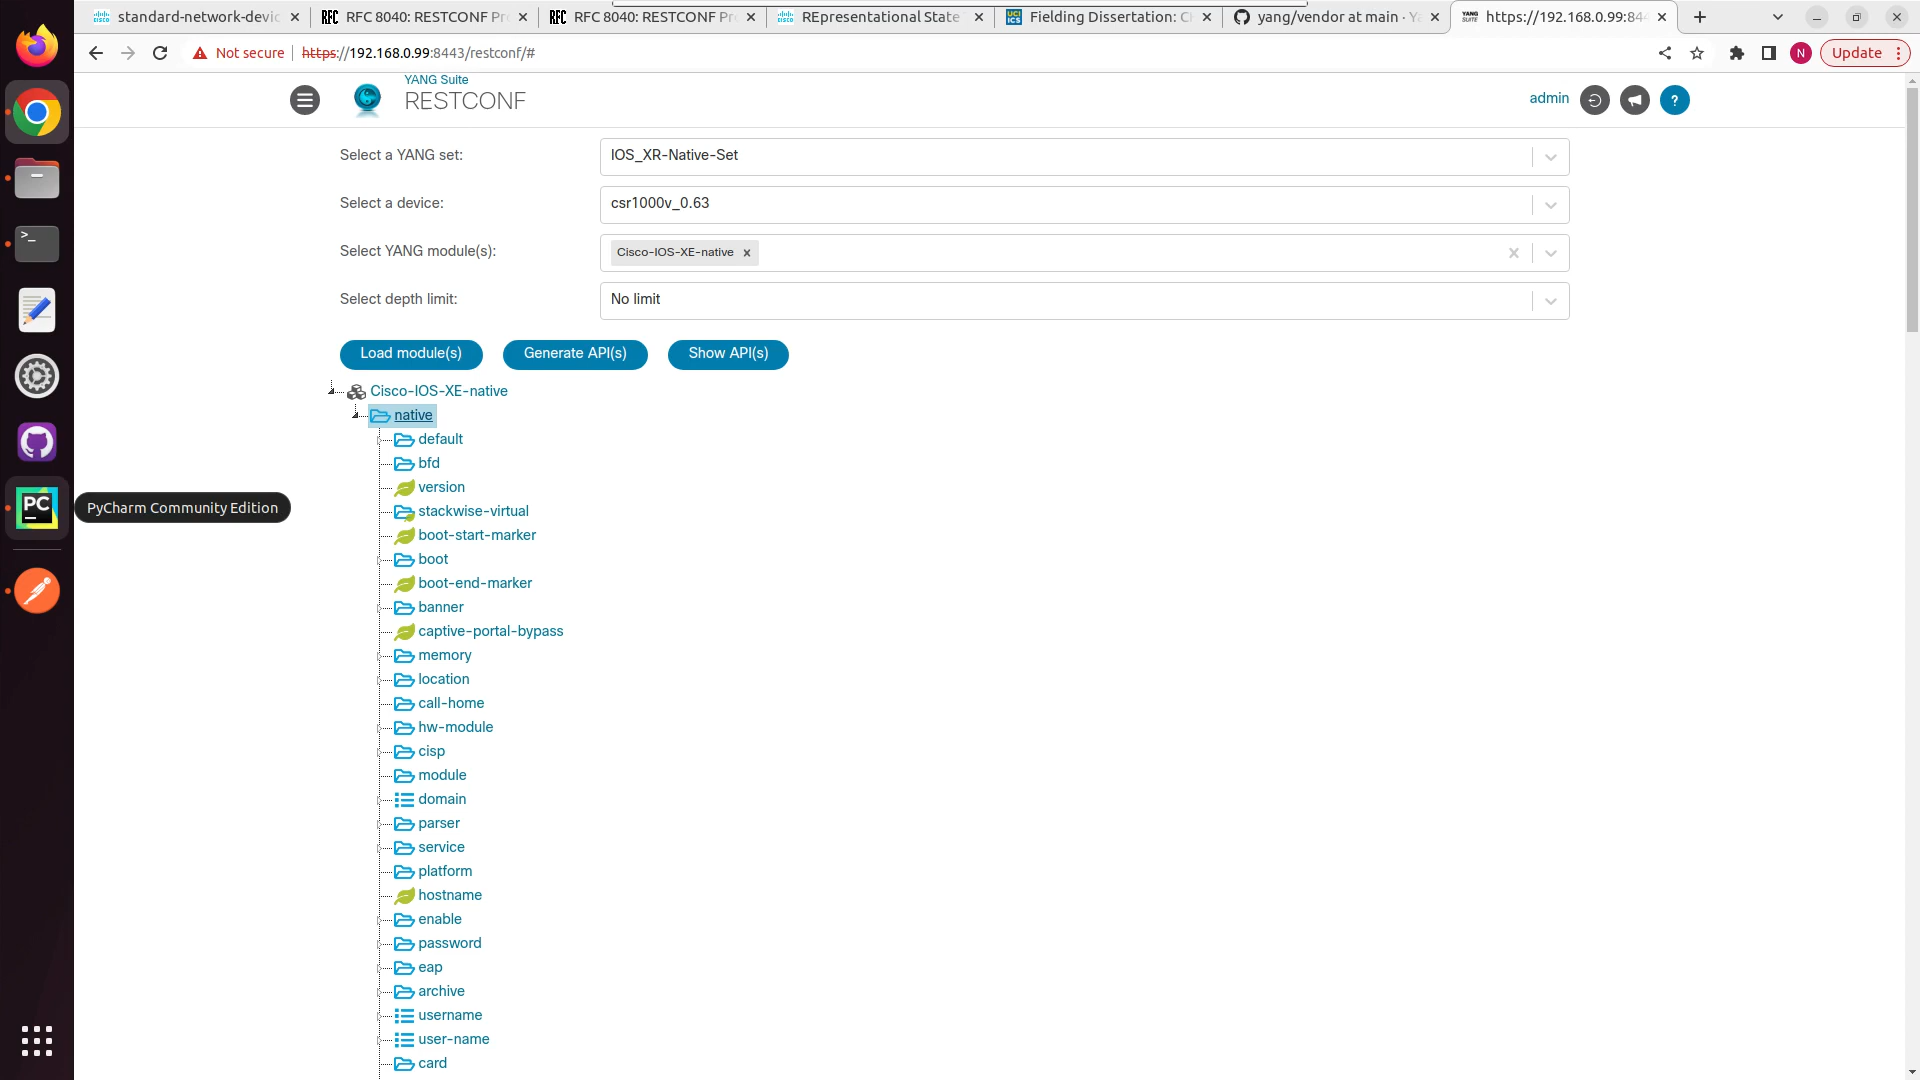 standard-network-devic
RFC 8040: RESTCONF Pro
RFC 8040: RESTCONF Pro
REpresentational State
Fielding Dissertation: C
yang/vendor at main · Y
https://192.168.0.99:84
Not secure
https://192.168.0.99:8443/restconf/#
N
Update
YANG Suite
RESTCONF
admin
?
Select a YANG set:
IOS_XR-Native-Set
Select a device:
csr1000v_0.63
Select YANG module(s):
Cisco-IOS-XE-native
Select depth limit:
No limit
Load module(s)
Generate API(s)
Show API(s)
Cisco-IOS-XE-native
native
default
bfd
version
PyCharm Community Edition
stackwise-virtual
boot-start-marker
boot
boot-end-marker
banner
captive-portal-bypass
memory
location
call-home
hw-module
cisp
module
domain
parser
service
platform
hostname
enable
password
eap
archive
username
user-name
card